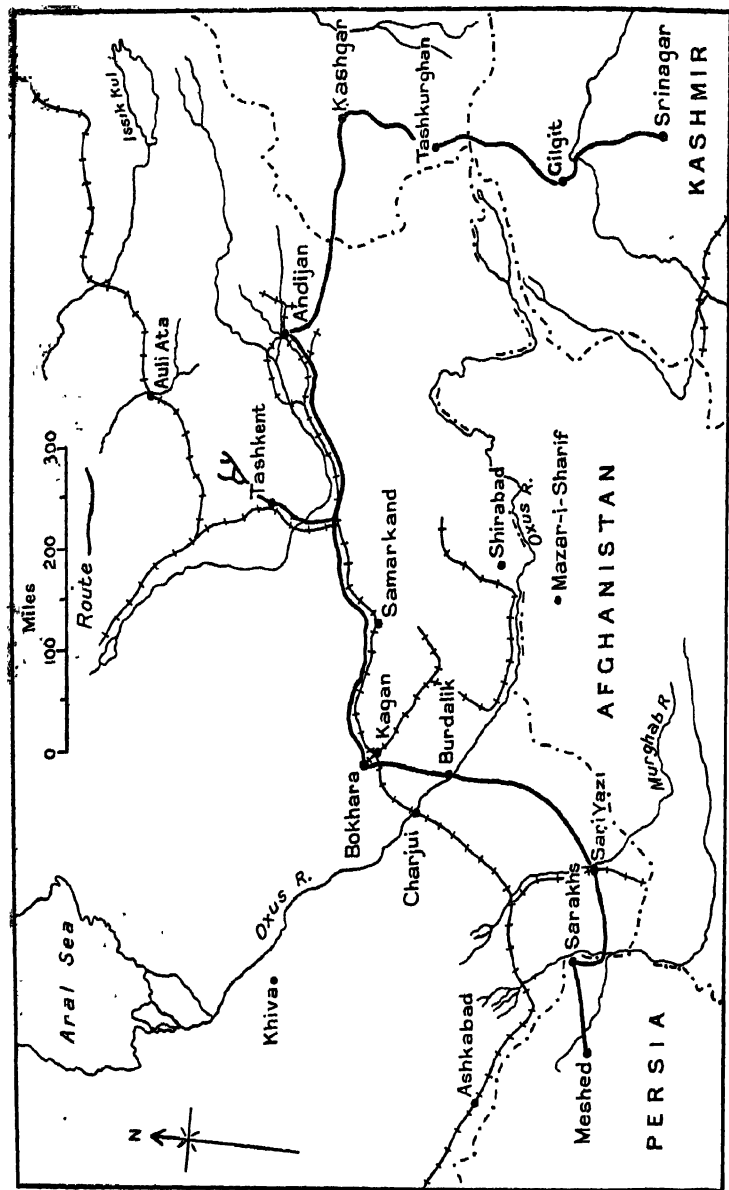 Aral Sea
Oxus R.
Khiva
N
Ashkabad
Miles
0
50
100
200
300
Route
Tashkent
Auli Ata
Issik Kul
Bokhara
Kagan
Samarkand
Andijan
Kashgar
Tashkurghan
Gilgit
Srinagar
KASHMIR
Charjui
Burdalik
Shirabad
Oxus R.
Mazar-i-Sharif
AFGHANISTAN
Murghab R
Sari Yazi
Sarakhs
Meshed
PERSIA